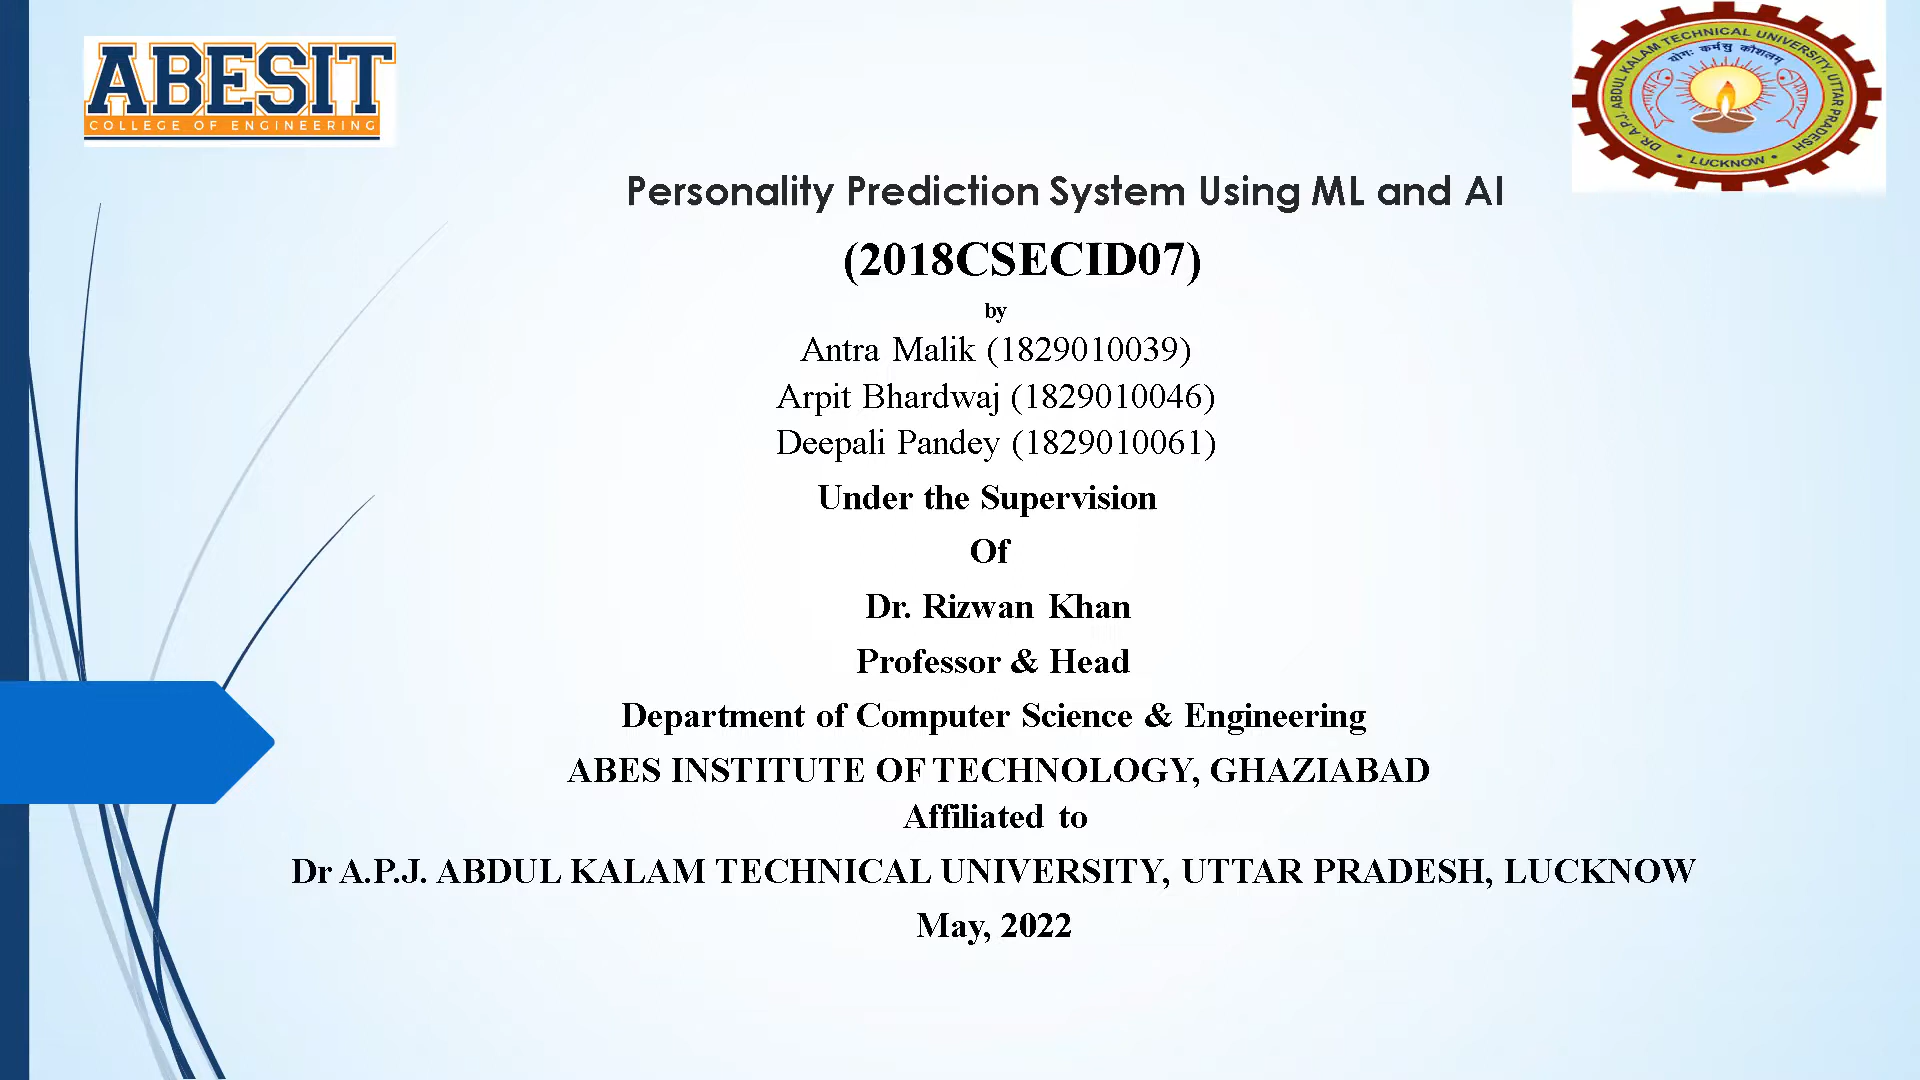 ABESIT
COLLEGE OF ENGINEERING
DR. A.P.J. ABDUL KALAM TECHNICAL UNIVERSITY, UTTAR PRADESH
योगः कर्मसु कौशलम्
• LUCKNOW •
Personality Prediction System Using ML and AI
(2018CSECID07)
by
Antra Malik (1829010039)
Arpit Bhardwaj (1829010046)
Deepali Pandey (1829010061)
Under the Supervision
Of
Dr. Rizwan Khan
Professor & Head
Department of Computer Science & Engineering
ABES INSTITUTE OF TECHNOLOGY, GHAZIABAD
Affiliated to
Dr A.P.J. ABDUL KALAM TECHNICAL UNIVERSITY, UTTAR PRADESH, LUCKNOW
May, 2022